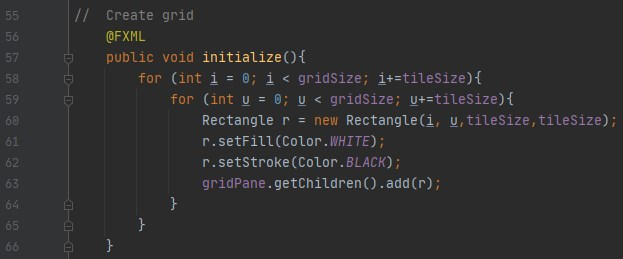 55 //  Create grid
56     @FXML
57     public void initialize(){
58         for (int i = 0; i < gridSize; i+=tileSize){
59             for (int u = 0; u < gridSize; u+=tileSize){
60                 Rectangle r = new Rectangle(i, u,tileSize,tileSize);
61                 r.setFill(Color.WHITE);
62                 r.setStroke(Color.BLACK);
63                 gridPane.getChildren().add(r);
64             }
65         }
66     }